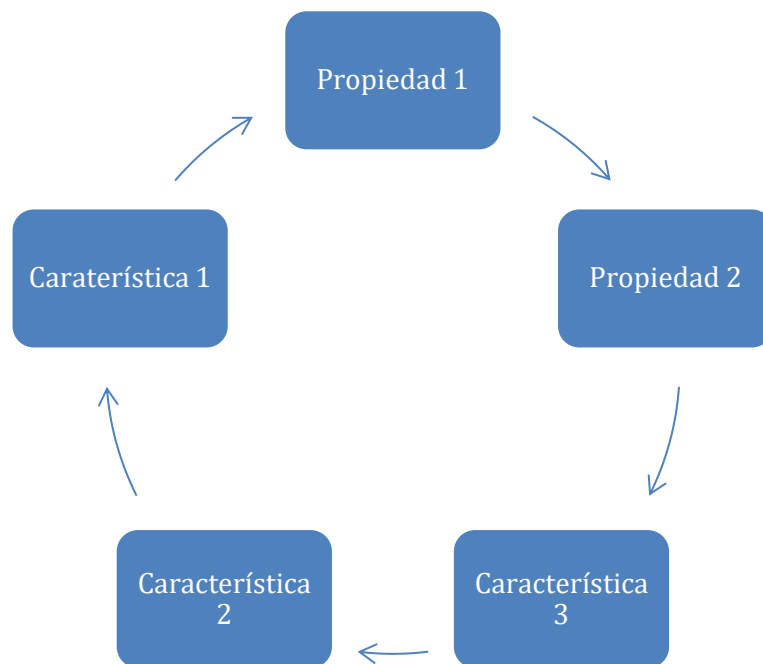 Propiedad 1
Caraterística 1
Propiedad 2
Característica
2
Característica
3